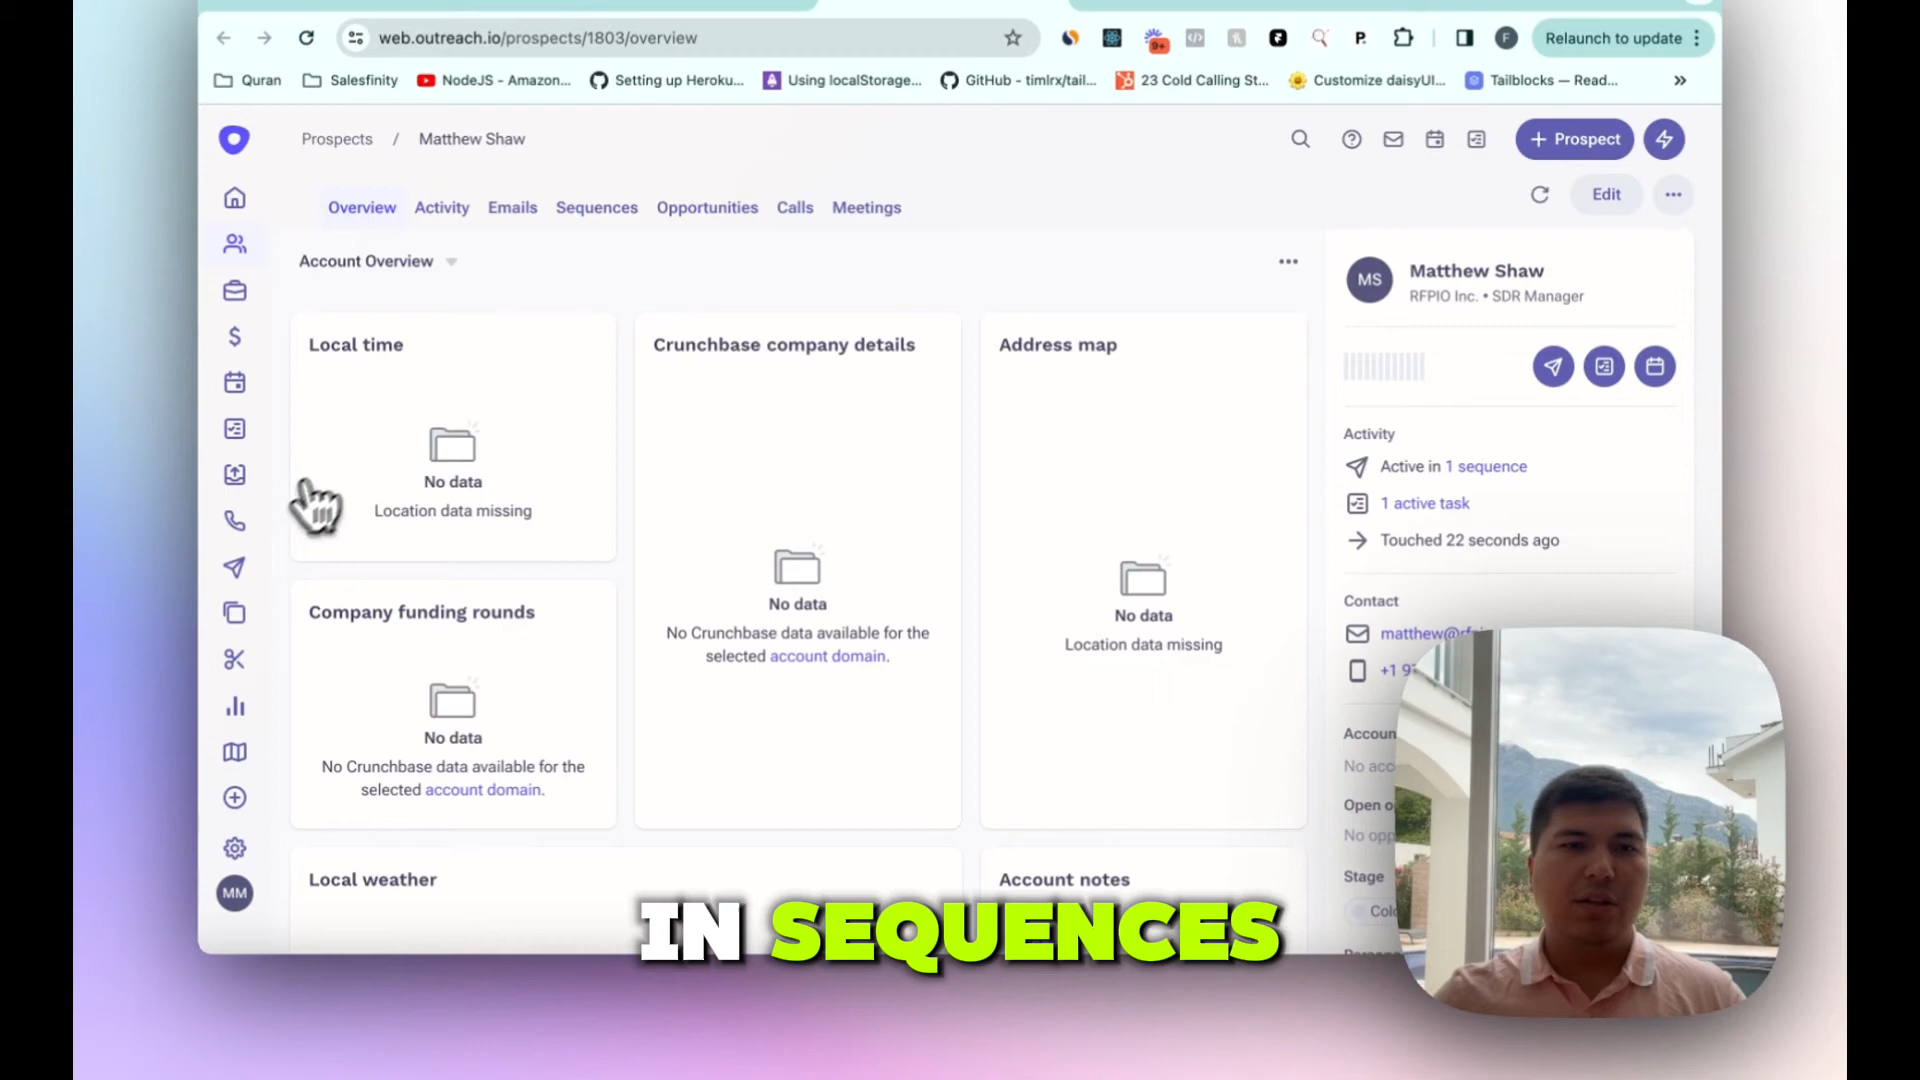 web.outreach.io/prospects/1803/overview
9+
P.
F
Relaunch to update
Quran
Salesfinity
NodeJS - Amazon...
Setting up Heroku...
Using localStorage...
GitHub - timlrx/tail...
23 Cold Calling St...
Customize daisyUI...
Tailblocks — Read...
»
Prospects / Matthew Shaw
+ Prospect
Overview
Activity
Emails
Sequences
Opportunities
Calls
Meetings
Edit
Account Overview
Local time
No data
Location data missing
Crunchbase company details
No data
No Crunchbase data available for the
selected account domain.
Address map
No data
Location data missing
Company funding rounds
No data
No Crunchbase data available for the
selected account domain.
Local weather
Account notes
MS
Matthew Shaw
RFPIO Inc. • SDR Manager
Activity
Active in 1 sequence
1 active task
Touched 22 seconds ago
Contact
+1
Stage
MM
IN SEQUENCES